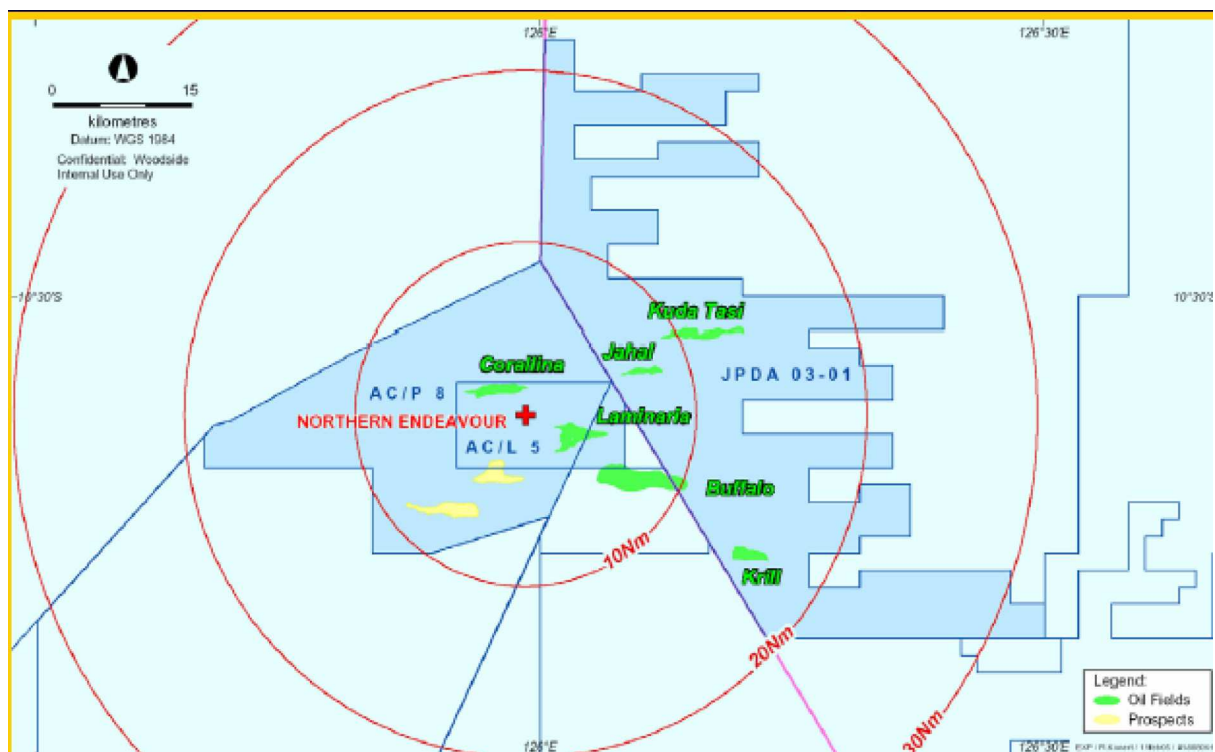 126°E
126°30'E
0 15
kilometres
Datum: WGS 1984
Confidential: Woodside
Internal Use Only
10°30'S
10°30'S
Kuda Tasi
Jahal
Corallina
JPDA 03-01
AC/P 8
NORTHERN ENDEAVOUR
Laminaria
AC/L 5
Buffalo
10Nm
Krill
20Nm
30Nm
Legend:
Oil Fields
Prospects
126°E
126°30'E